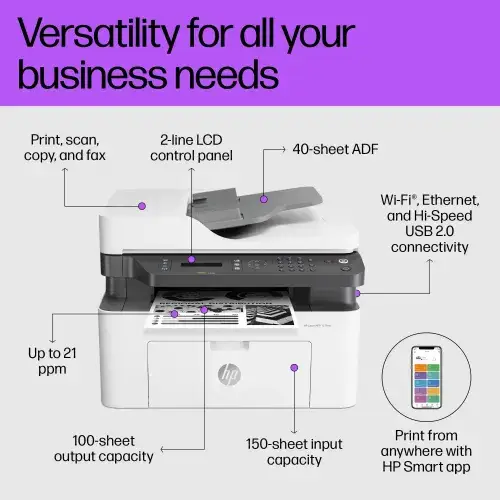 Versatility for all your
business needs
Print, scan,
copy, and fax
2-line LCD
control panel
40-sheet ADF
Wi-Fi®, Ethernet,
and Hi-Speed
USB 2.0
connectivity
REGIONAL DISTRIBUTION
hp
Up to 21
ppm
100-sheet
output capacity
150-sheet input
capacity
Print from
anywhere with
HP Smart app